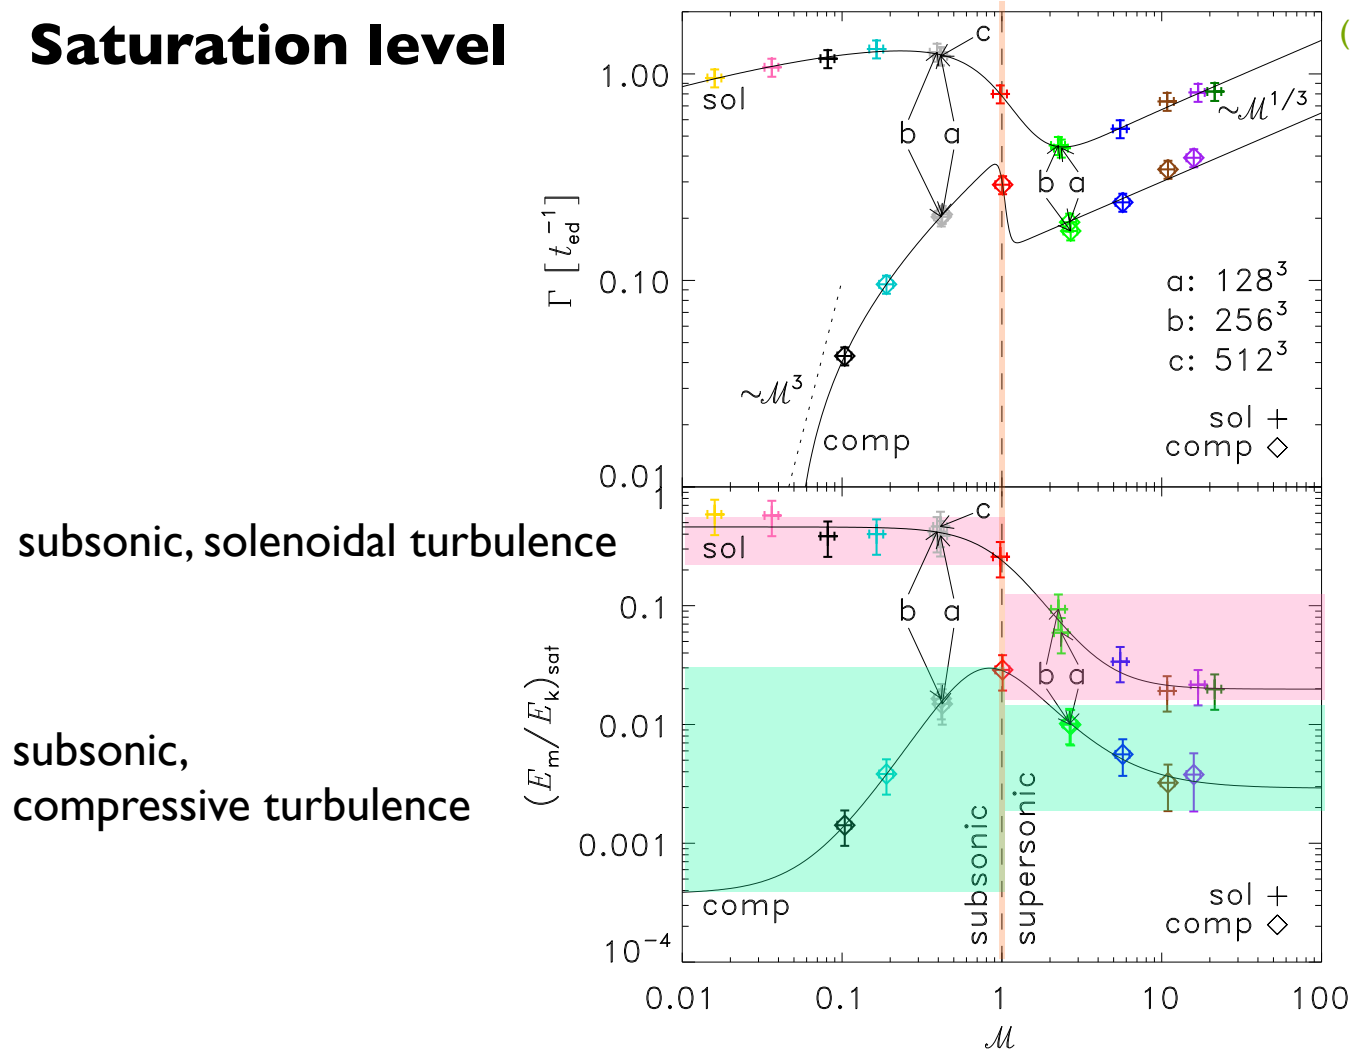 Saturation level
(
subsonic, solenoidal turbulence
subsonic,
compressive turbulence
Γ [ t_ed^-1 ]
1.00
0.10
0.01
sol
c
b a
b a
~ℳ^1/3
~ℳ^3
comp
a: 128^3
b: 256^3
c: 512^3
sol +
comp ◇
(E_m/E_k)_sat
1
0.1
0.01
0.001
10^-4
sol
c
b a
b a
comp
subsonic
supersonic
sol +
comp ◇
0.01 0.1 1 10 100
ℳ